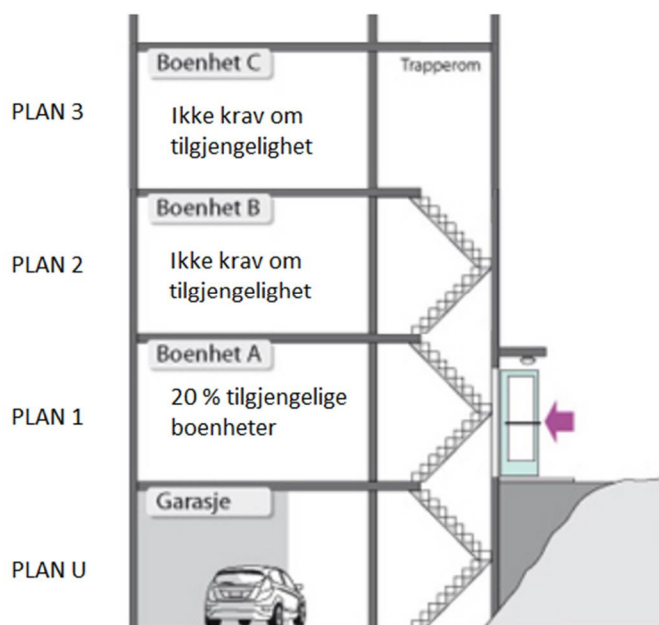 Boenhet C
Trapperom
PLAN 3
Ikke krav om
tilgjengelighet
Boenhet B
PLAN 2
Ikke krav om
tilgjengelighet
Boenhet A
PLAN 1
20 % tilgjengelige
boenheter
Garasje
PLAN U